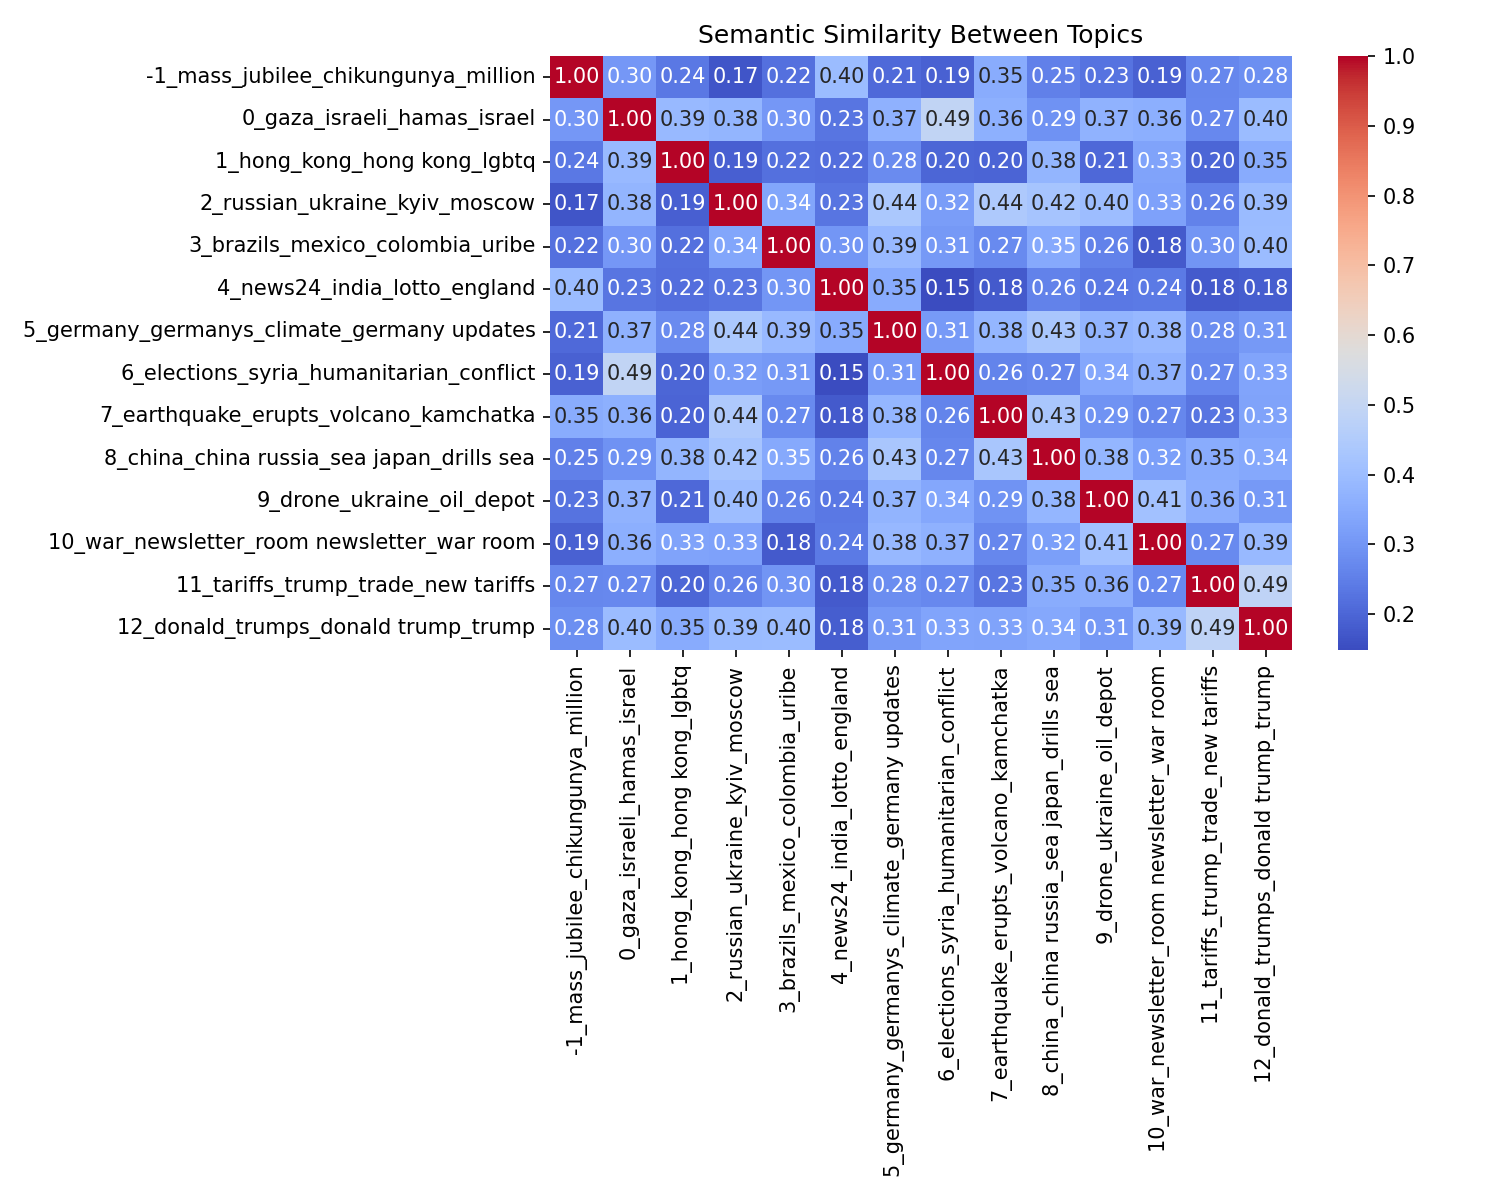 Semantic Similarity Between Topics
-1_mass_jubilee_chikungunya_million 1.00 0.30 0.24 0.17 0.22 0.40 0.21 0.19 0.35 0.25 0.23 0.19 0.27 0.28
0_gaza_israeli_hamas_israel 0.30 1.00 0.39 0.38 0.30 0.23 0.37 0.49 0.36 0.29 0.37 0.36 0.27 0.40
1_hong_kong_hong kong_lgbtq 0.24 0.39 1.00 0.19 0.22 0.22 0.28 0.20 0.20 0.38 0.21 0.33 0.20 0.35
2_russian_ukraine_kyiv_moscow 0.17 0.38 0.19 1.00 0.34 0.23 0.44 0.32 0.44 0.42 0.40 0.33 0.26 0.39
3_brazils_mexico_colombia_uribe 0.22 0.30 0.22 0.34 1.00 0.30 0.39 0.31 0.27 0.35 0.26 0.18 0.30 0.40
4_news24_india_lotto_england 0.40 0.23 0.22 0.23 0.30 1.00 0.35 0.15 0.18 0.26 0.24 0.24 0.18 0.18
5_germany_germanys_climate_germany updates 0.21 0.37 0.28 0.44 0.39 0.35 1.00 0.31 0.38 0.43 0.37 0.38 0.28 0.31
6_elections_syria_humanitarian_conflict 0.19 0.49 0.20 0.32 0.31 0.15 0.31 1.00 0.26 0.27 0.34 0.37 0.27 0.33
7_earthquake_erupts_volcano_kamchatka 0.35 0.36 0.20 0.44 0.27 0.18 0.38 0.26 1.00 0.43 0.29 0.27 0.23 0.33
8_china_china russia_sea japan_drills sea 0.25 0.29 0.38 0.42 0.35 0.26 0.43 0.27 0.43 1.00 0.38 0.32 0.35 0.34
9_drone_ukraine_oil_depot 0.23 0.37 0.21 0.40 0.26 0.24 0.37 0.34 0.29 0.38 1.00 0.41 0.36 0.31
10_war_newsletter_room newsletter_war room 0.19 0.36 0.33 0.33 0.18 0.24 0.38 0.37 0.27 0.32 0.41 1.00 0.27 0.39
11_tariffs_trump_trade_new tariffs 0.27 0.27 0.20 0.26 0.30 0.18 0.28 0.27 0.23 0.35 0.36 0.27 1.00 0.49
12_donald_trumps_donald trump_trump 0.28 0.40 0.35 0.39 0.40 0.18 0.31 0.33 0.33 0.34 0.31 0.39 0.49 1.00
-1_mass_jubilee_chikungunya_million
0_gaza_israeli_hamas_israel
1_hong_kong_hong kong_lgbtq
2_russian_ukraine_kyiv_moscow
3_brazils_mexico_colombia_uribe
4_news24_india_lotto_england
5_germany_germanys_climate_germany updates
6_elections_syria_humanitarian_conflict
7_earthquake_erupts_volcano_kamchatka
8_china_china russia_sea japan_drills sea
9_drone_ukraine_oil_depot
10_war_newsletter_room newsletter_war room
11_tariffs_trump_trade_new tariffs
12_donald_trumps_donald trump_trump
1.0
0.9
0.8
0.7
0.6
0.5
0.4
0.3
0.2